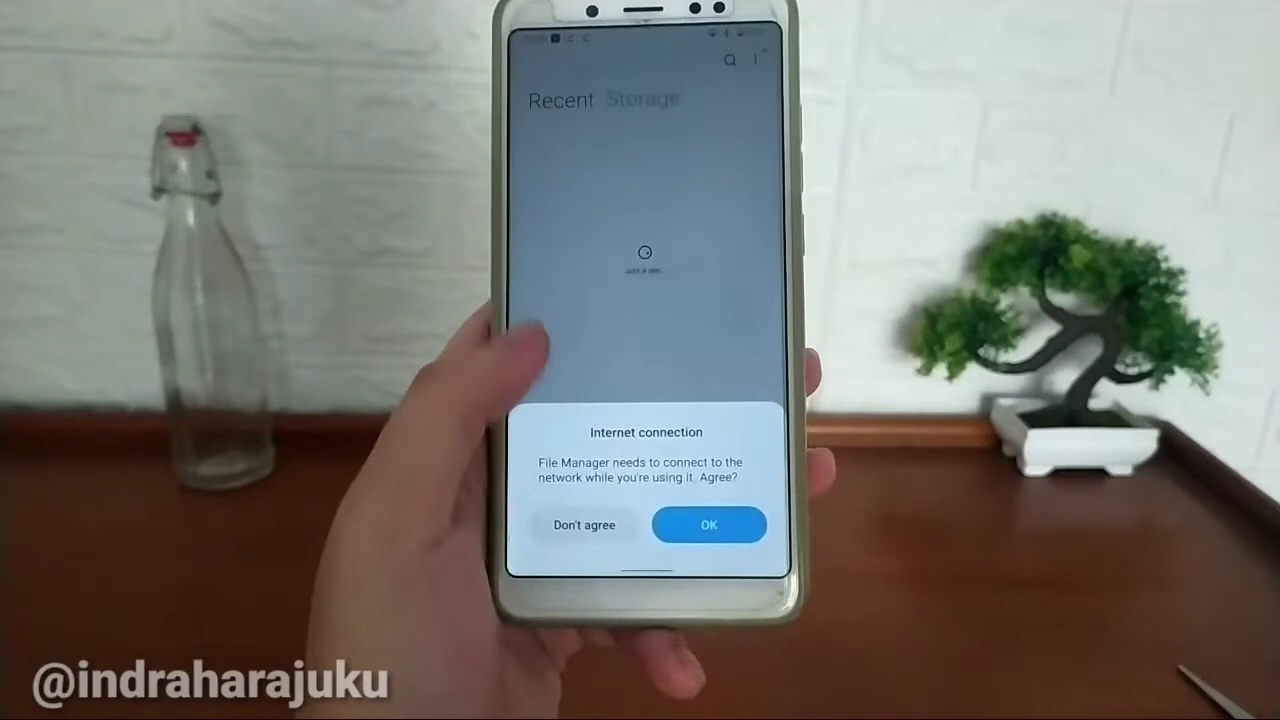 Recent Storage
Internet connection
File Manager needs to connect to the
network while you're using it. Agree?
Don't agree OK
@indraharajuku